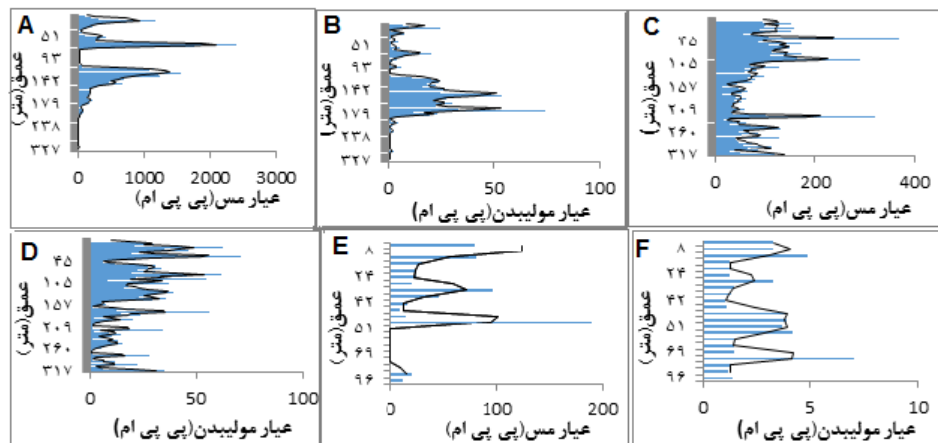 A
عمق(متر)
۵۱
۹۳
۱۴۲
۱۷۹
۲۳۸
۳۲۷
0 1000 2000 3000
عیار مس(پی پی ام)
B
عمق(متر)
۵۱
۹۳
۱۴۲
۱۷۹
۲۳۸
۳۲۷
0 50 100
عیار مولیبدن(پی پی ام)
C
عمق(متر)
۴۵
۱۰۵
۱۵۷
۲۰۹
۲۶۰
۳۱۷
0 200 400
عیار مس(پی پی ام)
D
عمق(متر)
۴۵
۱۰۵
۱۵۷
۲۰۹
۲۶۰
۳۱۷
0 50 100
عیار مولیبدن(پی پی ام)
E
عمق(متر)
۸
۲۴
۴۲
۵۱
۶۹
۹۶
0 100 200
عیار مس(پی پی ام)
F
عمق(متر)
۸
۲۴
۴۲
۵۱
۶۹
۹۶
0 5 10
عیار مولیبدن(پی پی ام)